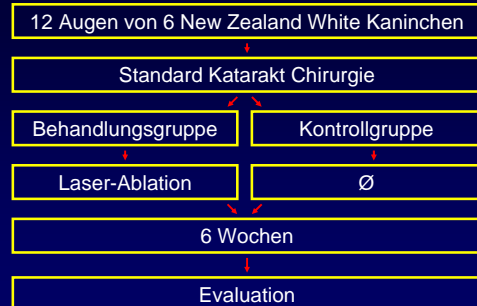 12 Augen von 6 New Zealand White Kaninchen
Standard Katarakt Chirurgie
Behandlungsgruppe
Kontrollgruppe
Laser-Ablation
Ø
6 Wochen
Evaluation